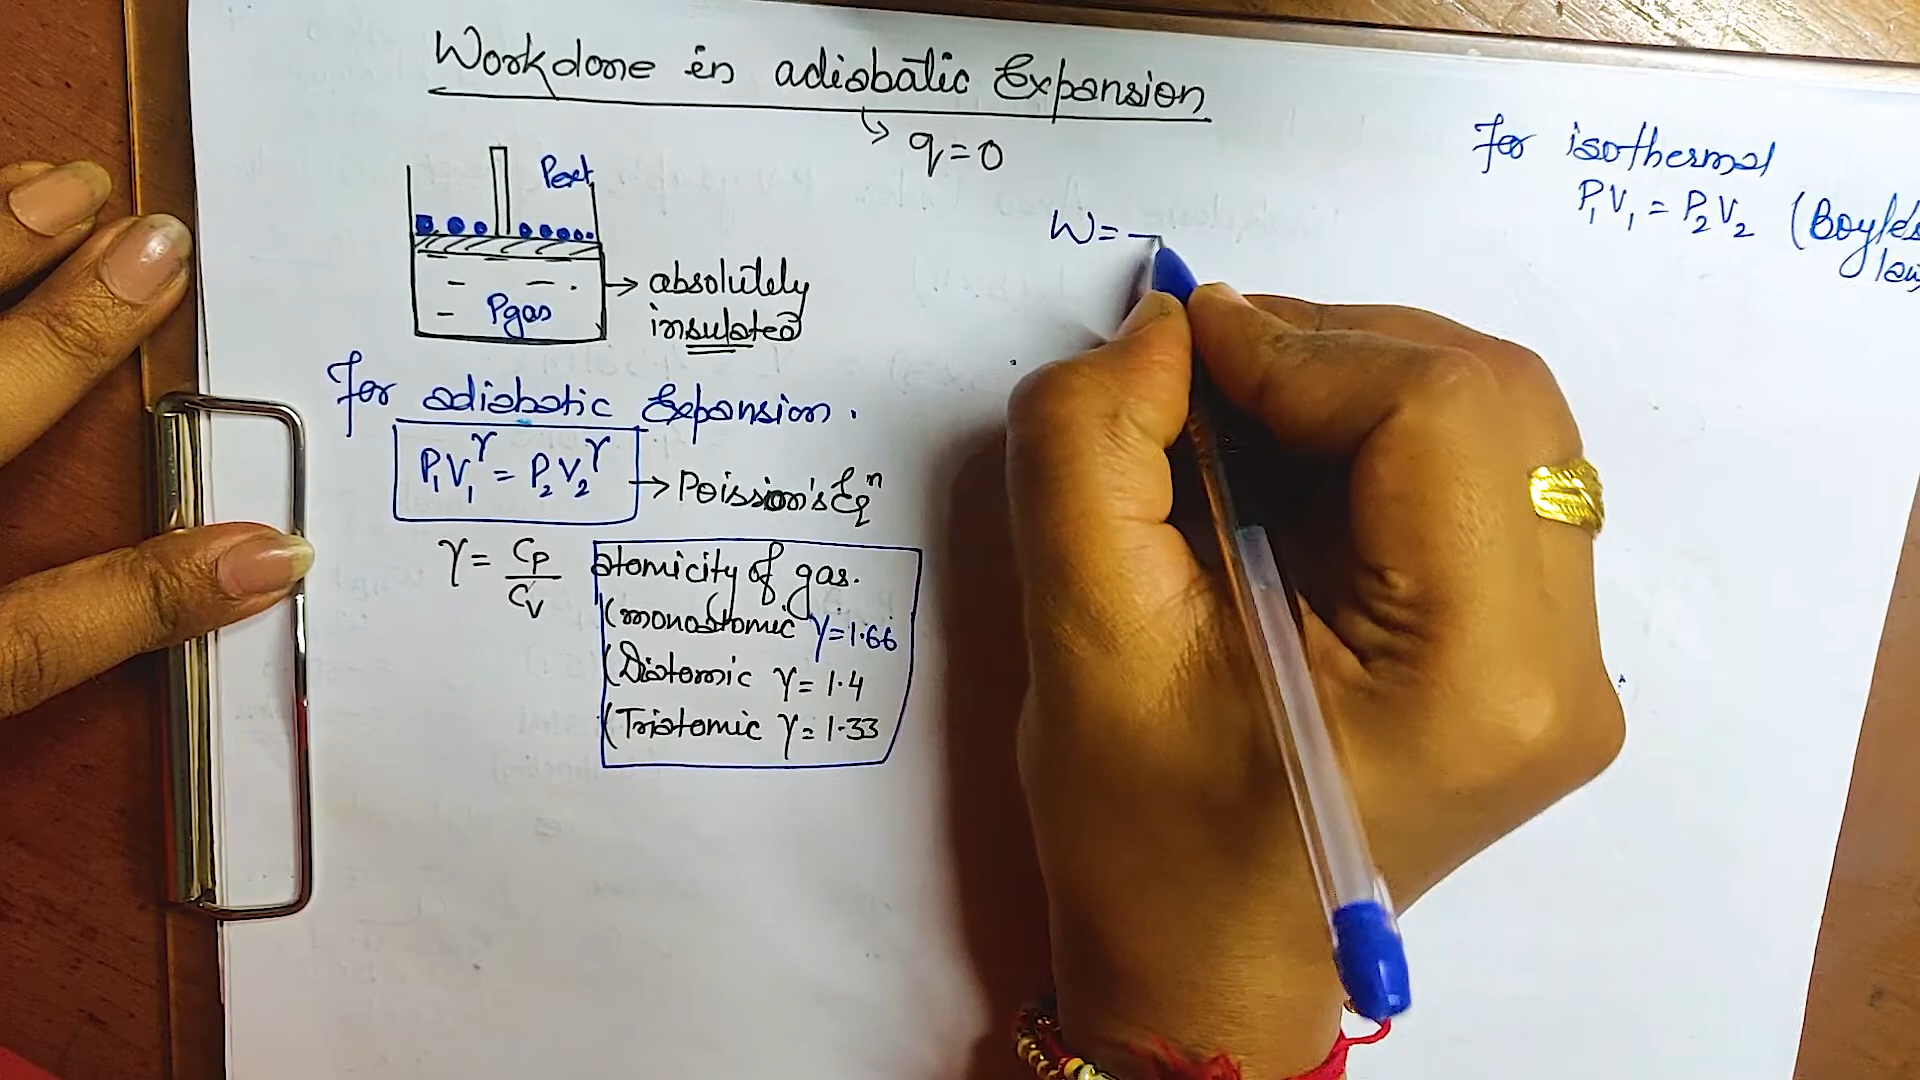 Workdone in adiabatic Expansion
q=0
Pext
Pgas
absolutely
insulated
For adiabatic Expansion.
P₁V₁^γ = P₂V₂^γ → Poission's Eqⁿ
γ = Cp/Cv
atomicity of gas.
(monoatomic γ=1.66
(Diatomic γ= 1.4
(Triatomic γ= 1.33
W= —
For isothermal
P₁V₁ = P₂V₂ (Boyle's
law